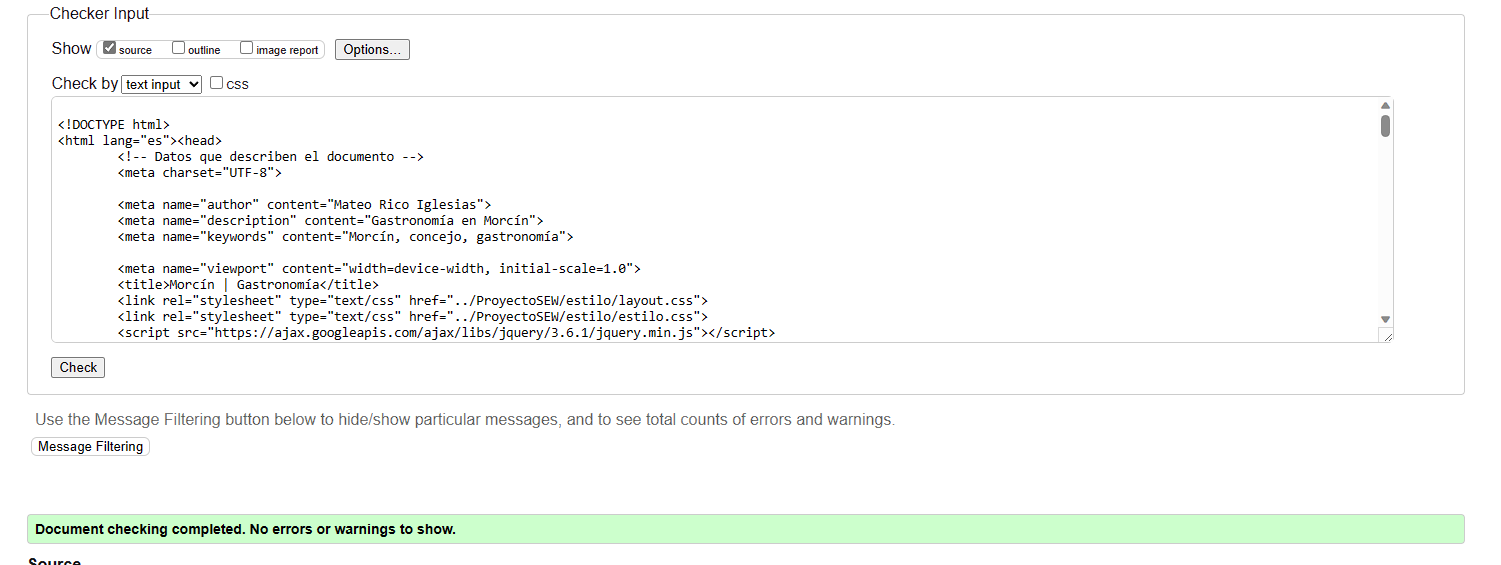 Checker Input
Show source outline image report Options...
Check by text input CSS
<!DOCTYPE html>
<html lang="es"><head>
<!-- Datos que describen el documento -->
<meta charset="UTF-8">
<meta name="author" content="Mateo Rico Iglesias">
<meta name="description" content="Gastronomía en Morcín">
<meta name="keywords" content="Morcín, concejo, gastronomía">
<meta name="viewport" content="width=device-width, initial-scale=1.0">
<title>Morcín | Gastronomía</title>
<link rel="stylesheet" type="text/css" href="../ProyectoSEW/estilo/layout.css">
<link rel="stylesheet" type="text/css" href="../ProyectoSEW/estilo/estilo.css">
<script src="https://ajax.googleapis.com/ajax/libs/jquery/3.6.1/jquery.min.js"></script>
Check
Use the Message Filtering button below to hide/show particular messages, and to see total counts of errors and warnings.
Message Filtering
Document checking completed. No errors or warnings to show.
Source